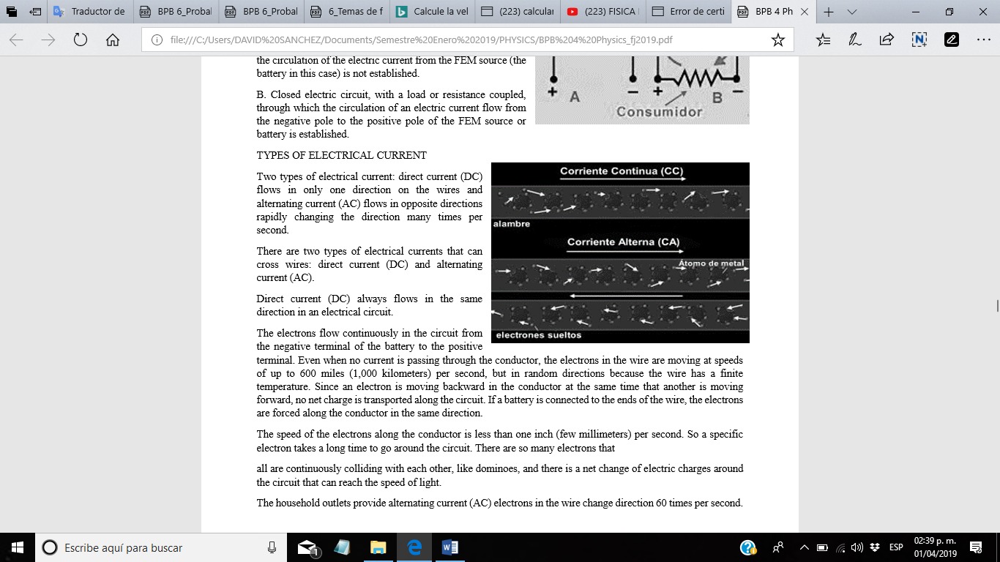 Traductor de
BPB 6_Probal
BPB 6_Probal
6_Temas de f
Calcule la vel
(223) calcular
(223) FISICA
Error de certi
BPB 4 Ph
file:///C:/Users/DAVID%20SANCHEZ/Documents/Semestre%20Enero%202019/PHYSICS/BPB%204%20Physics_fj2019.pdf
the circulation of the electric current from the FEM source (the
battery in this case) is not established.
+ A − + B −
Consumidor
B. Closed electric circuit, with a load or resistance coupled,
through which the circulation of an electric current flow from
the negative pole to the positive pole of the FEM source or
battery is established.
TYPES OF ELECTRICAL CURRENT
Two types of electrical current: direct current (DC)
flows in only one direction on the wires and
alternating current (AC) flows in opposite directions
rapidly changing the direction many times per
second.
There are two types of electrical currents that can
cross wires: direct current (DC) and alternating
current (AC).
Direct current (DC) always flows in the same
direction in an electrical circuit.
Corriente Continua (CC)
alambre
Corriente Alterna (CA)
Átomo de metal
electrones sueltos
The electrons flow continuously in the circuit from
the negative terminal of the battery to the positive
terminal. Even when no current is passing through the conductor, the electrons in the wire are moving at speeds
of up to 600 miles (1,000 kilometers) per second, but in random directions because the wire has a finite
temperature. Since an electron is moving backward in the conductor at the same time that another is moving
forward, no net charge is transported along the circuit. If a battery is connected to the ends of the wire, the electrons
are forced along the conductor in the same direction.
The speed of the electrons along the conductor is less than one inch (few millimeters) per second. So a specific
electron takes a long time to go around the circuit. There are so many electrons that
all are continuously colliding with each other, like dominoes, and there is a net change of electric charges around
the circuit that can reach the speed of light.
The household outlets provide alternating current (AC) electrons in the wire change direction 60 times per second.
Escribe aquí para buscar
1
ESP
02:39 p. m.
01/04/2019